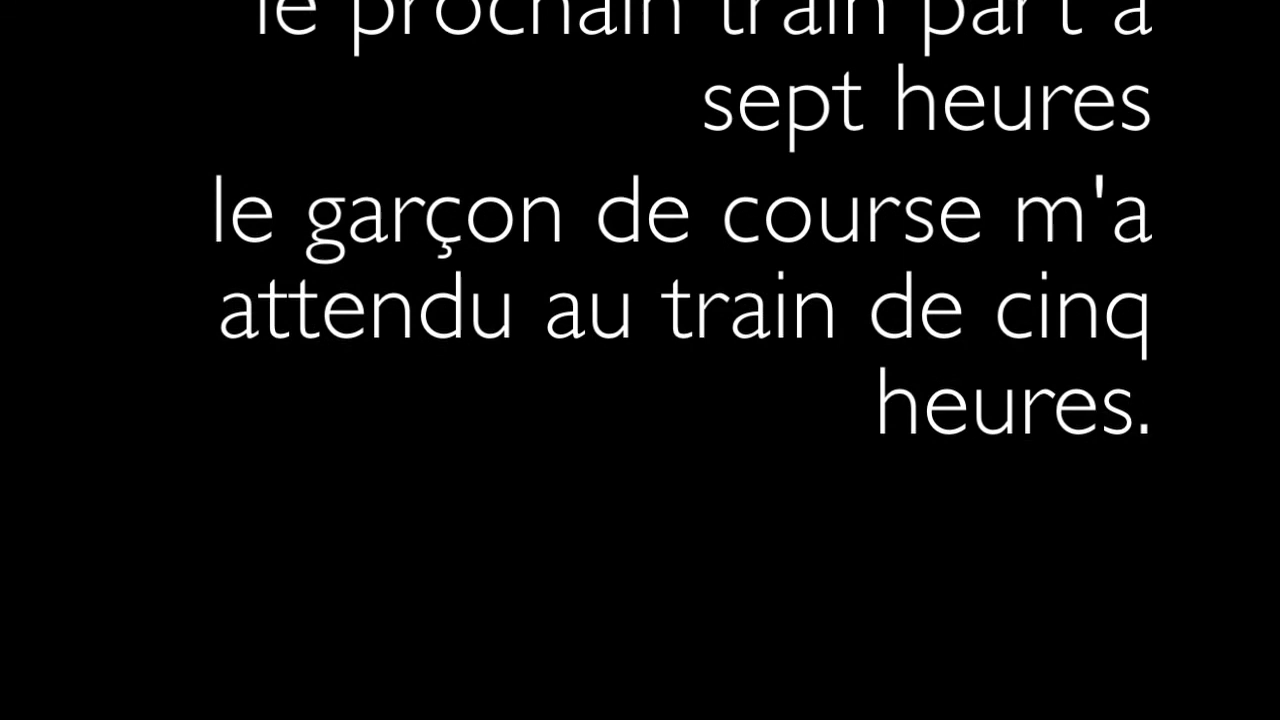 le prochain train part à
sept heures
le garçon de course m'a
attendu au train de cinq
heures.